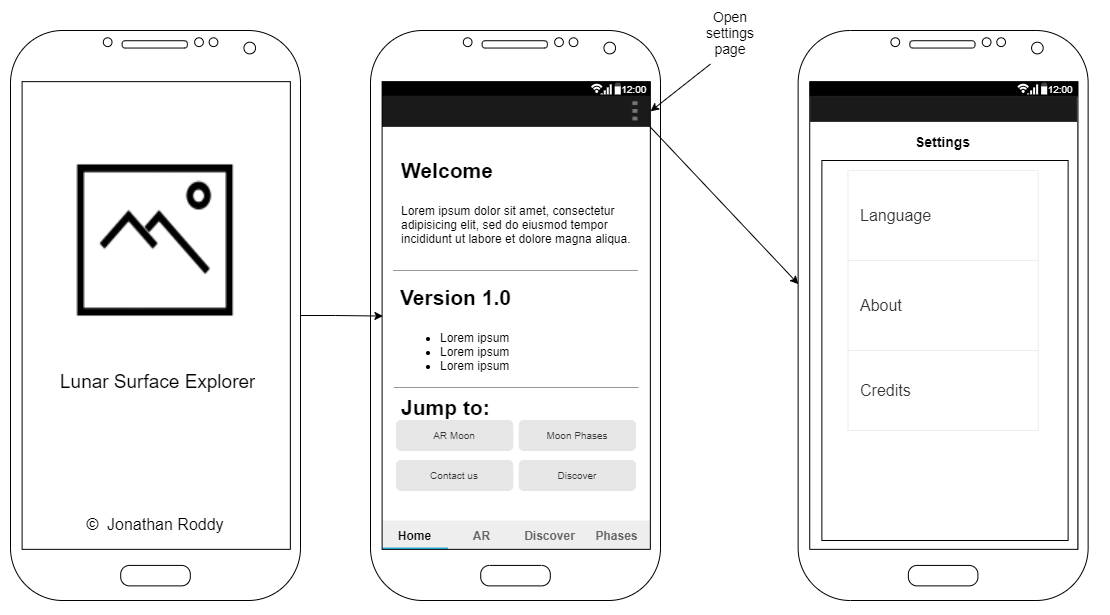 Lunar Surface Explorer
© Jonathan Roddy
12:00
Welcome
Lorem ipsum dolor sit amet, consectetur
adipisicing elit, sed do eiusmod tempor
incididunt ut labore et dolore magna aliqua.
Version 1.0
Lorem ipsum
Lorem ipsum
Lorem ipsum
Jump to:
AR Moon
Moon Phases
Contact us
Discover
Home AR Discover Phases
Open
settings
page
12:00
Settings
Language
About
Credits